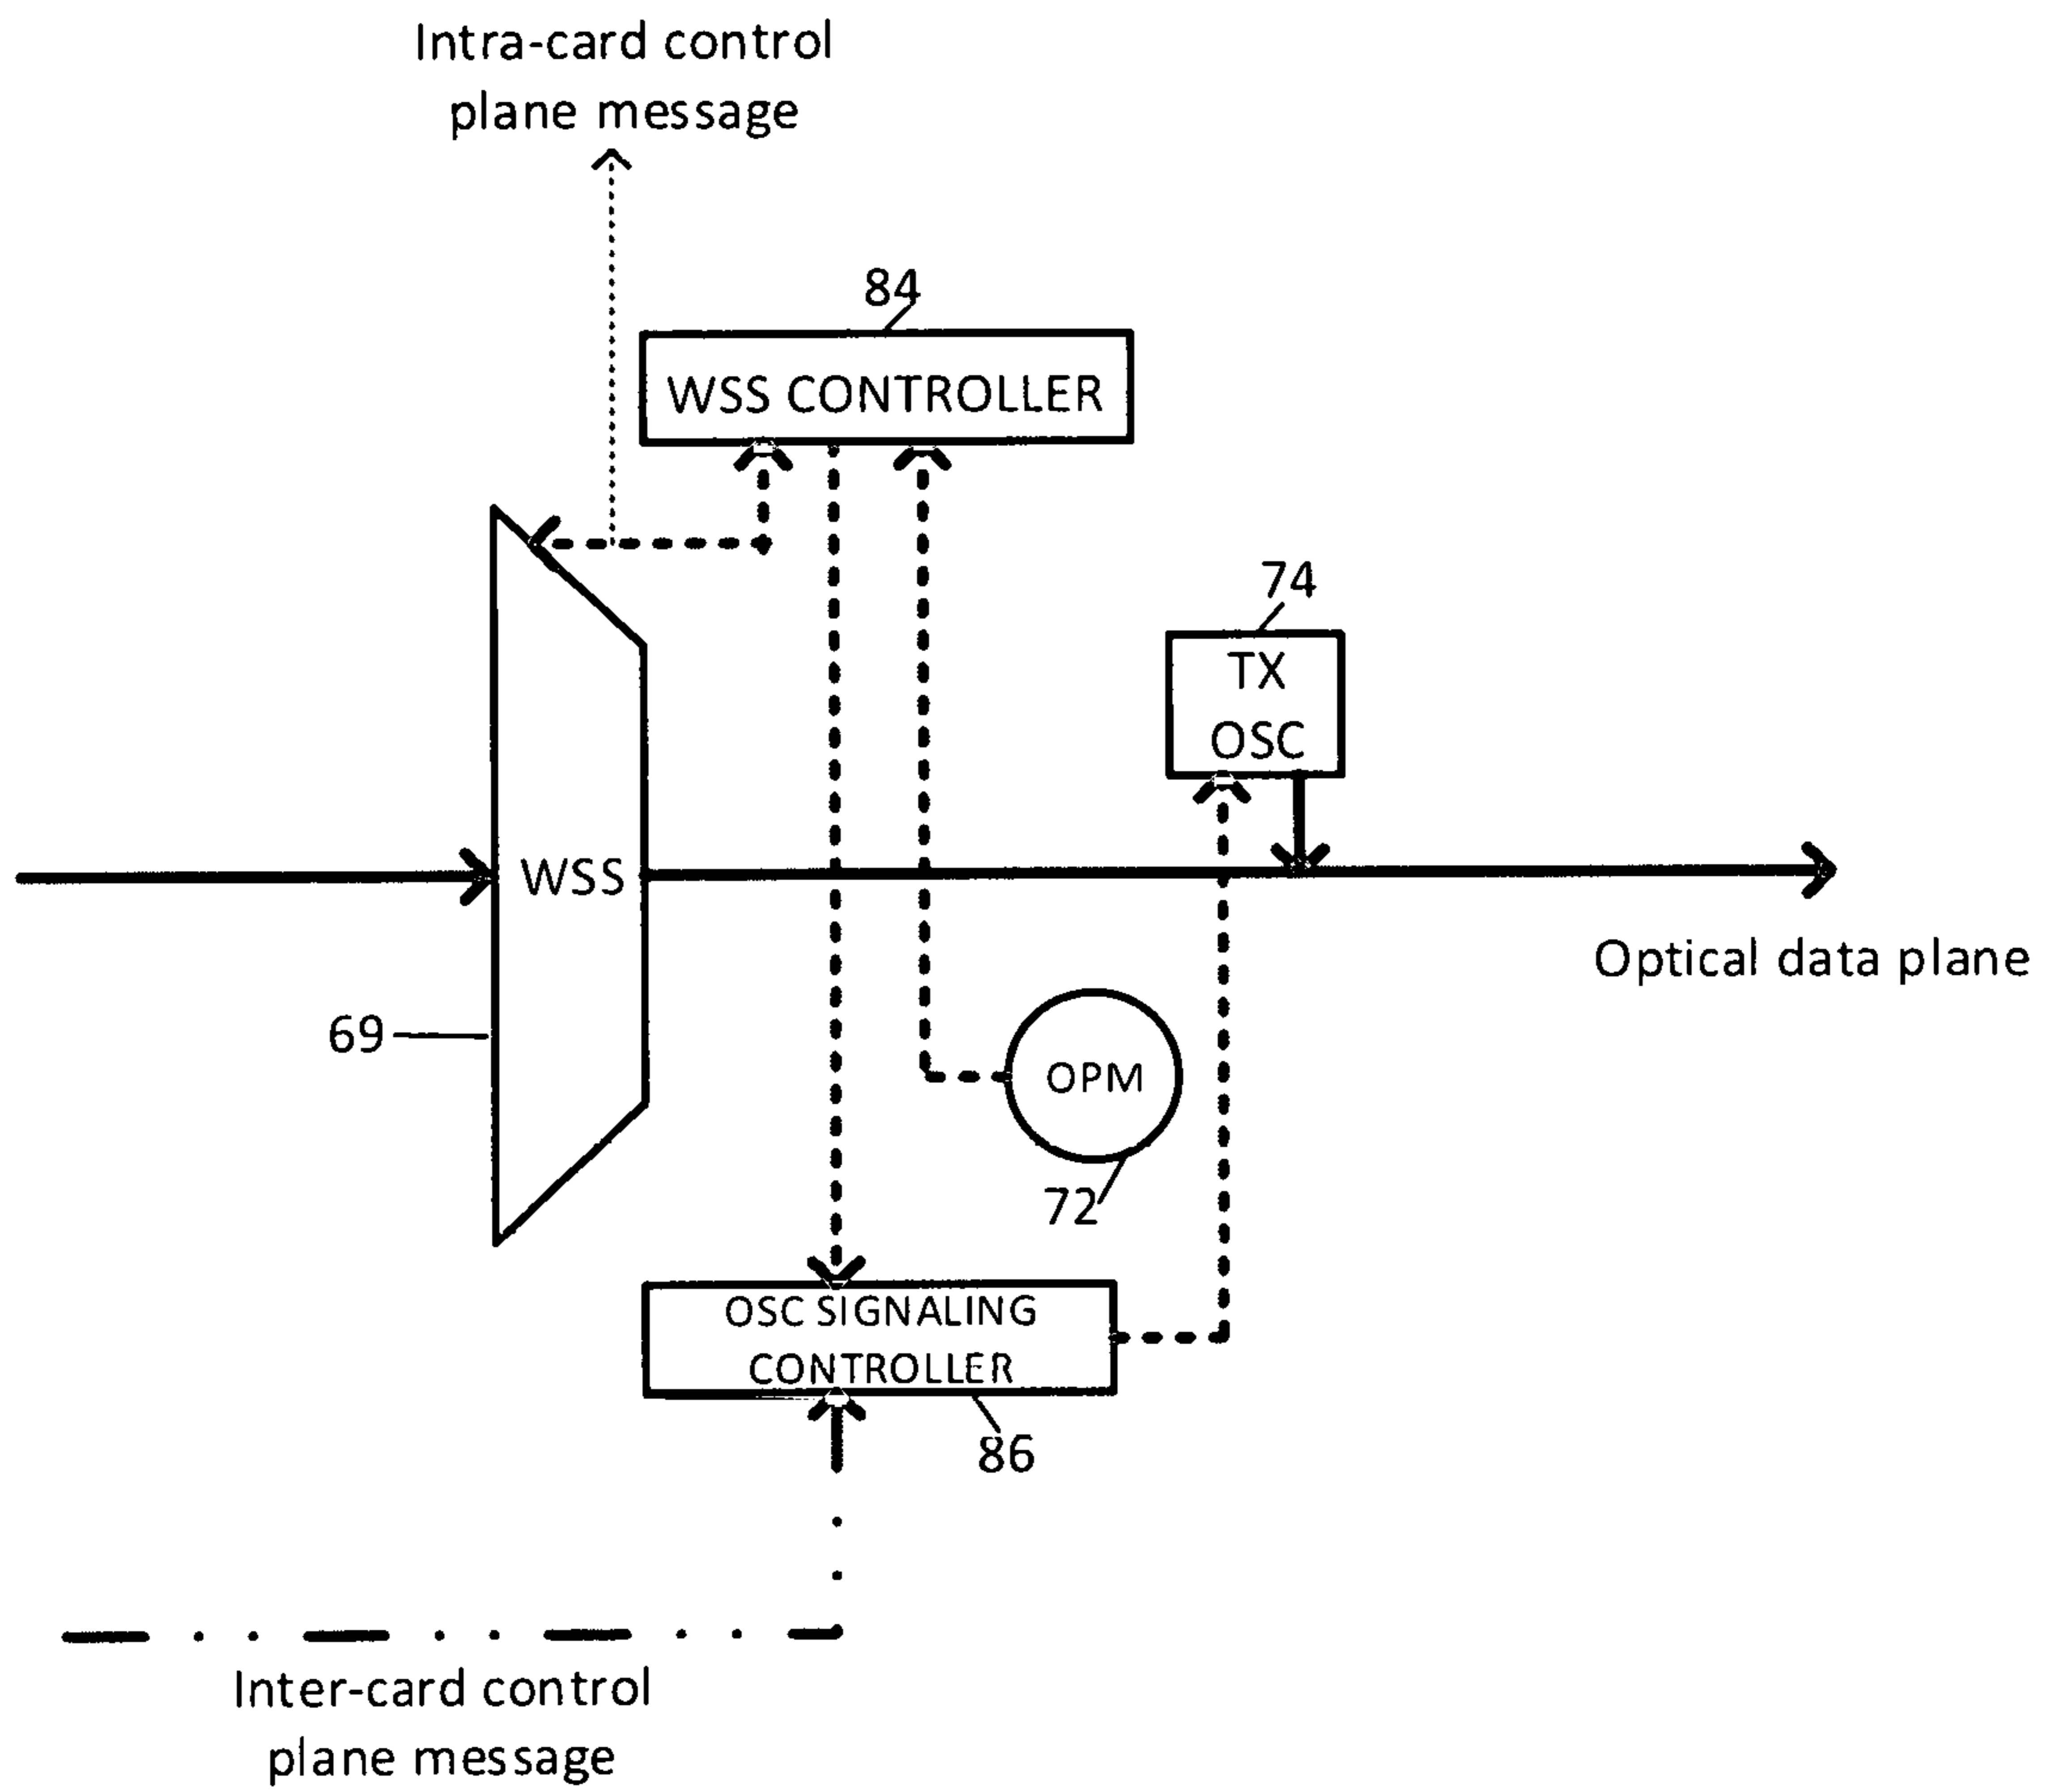 Intra-card control
plane message
84
WSS CONTROLLER
74
TX
OSC
WSS
Optical data plane
69
OPM
72
OSC SIGNALING
CONTROLLER
86
Inter-card control
plane message